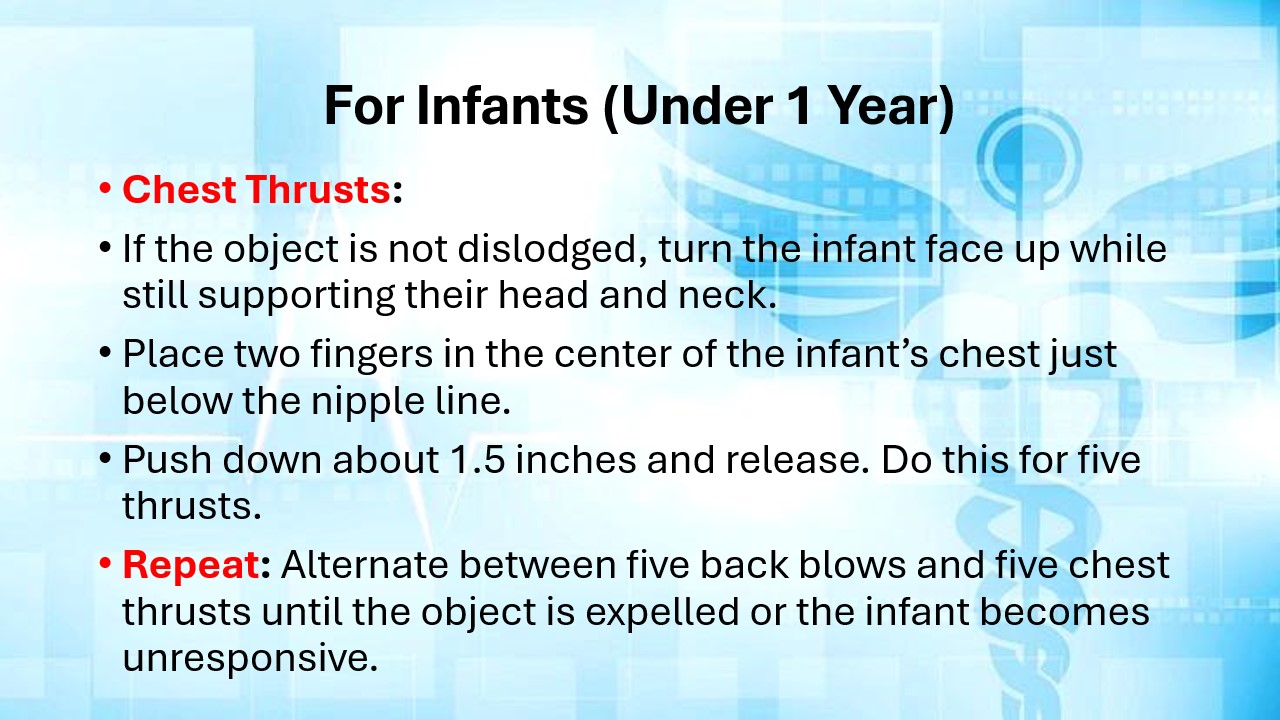 For Infants (Under 1 Year)
• Chest Thrusts:
• If the object is not dislodged, turn the infant face up while
still supporting their head and neck.
• Place two fingers in the center of the infant’s chest just
below the nipple line.
• Push down about 1.5 inches and release. Do this for five
thrusts.
• Repeat: Alternate between five back blows and five chest
thrusts until the object is expelled or the infant becomes
unresponsive.